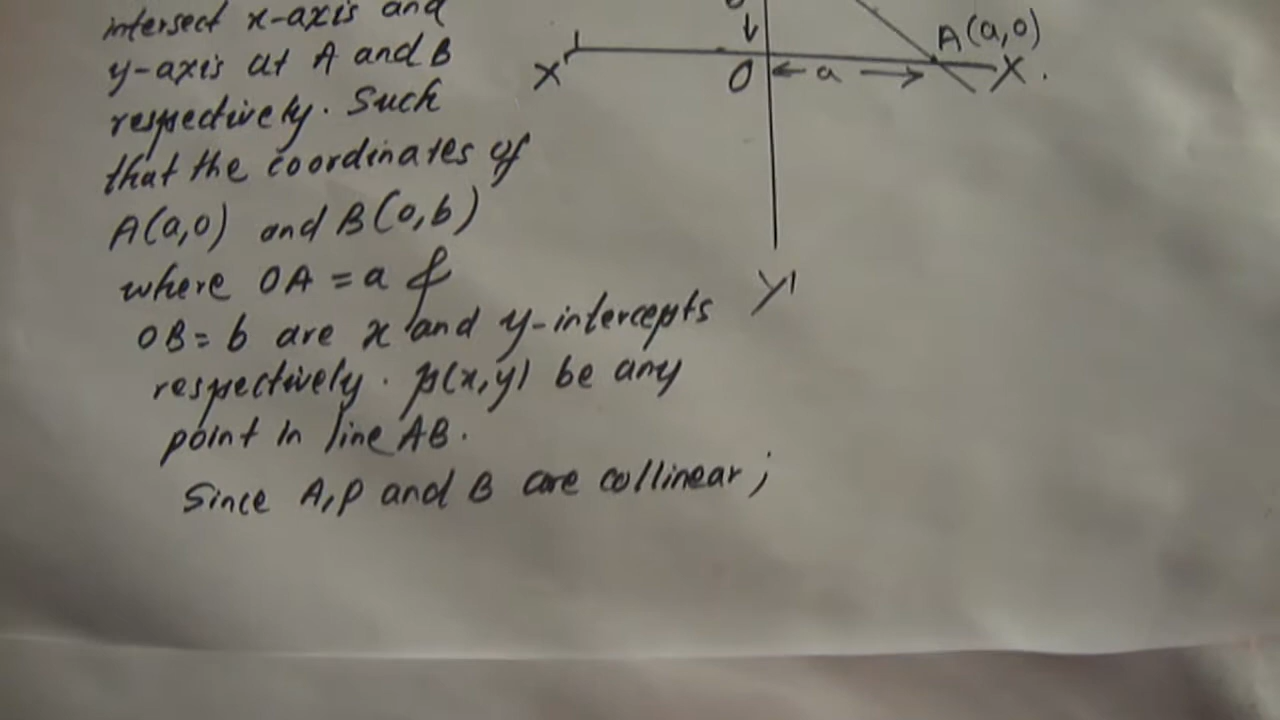 intersect x-axis and
y-axis at A and B
respectively. Such
that the coordinates of
A(a,0) and B(0,b)
where OA = a &
OB = b are x and y-intercepts
respectively. p(x,y) be any
point in line AB.
Since A,P and B are collinear;
A(a,0)
X'
O
a
X.
Y'